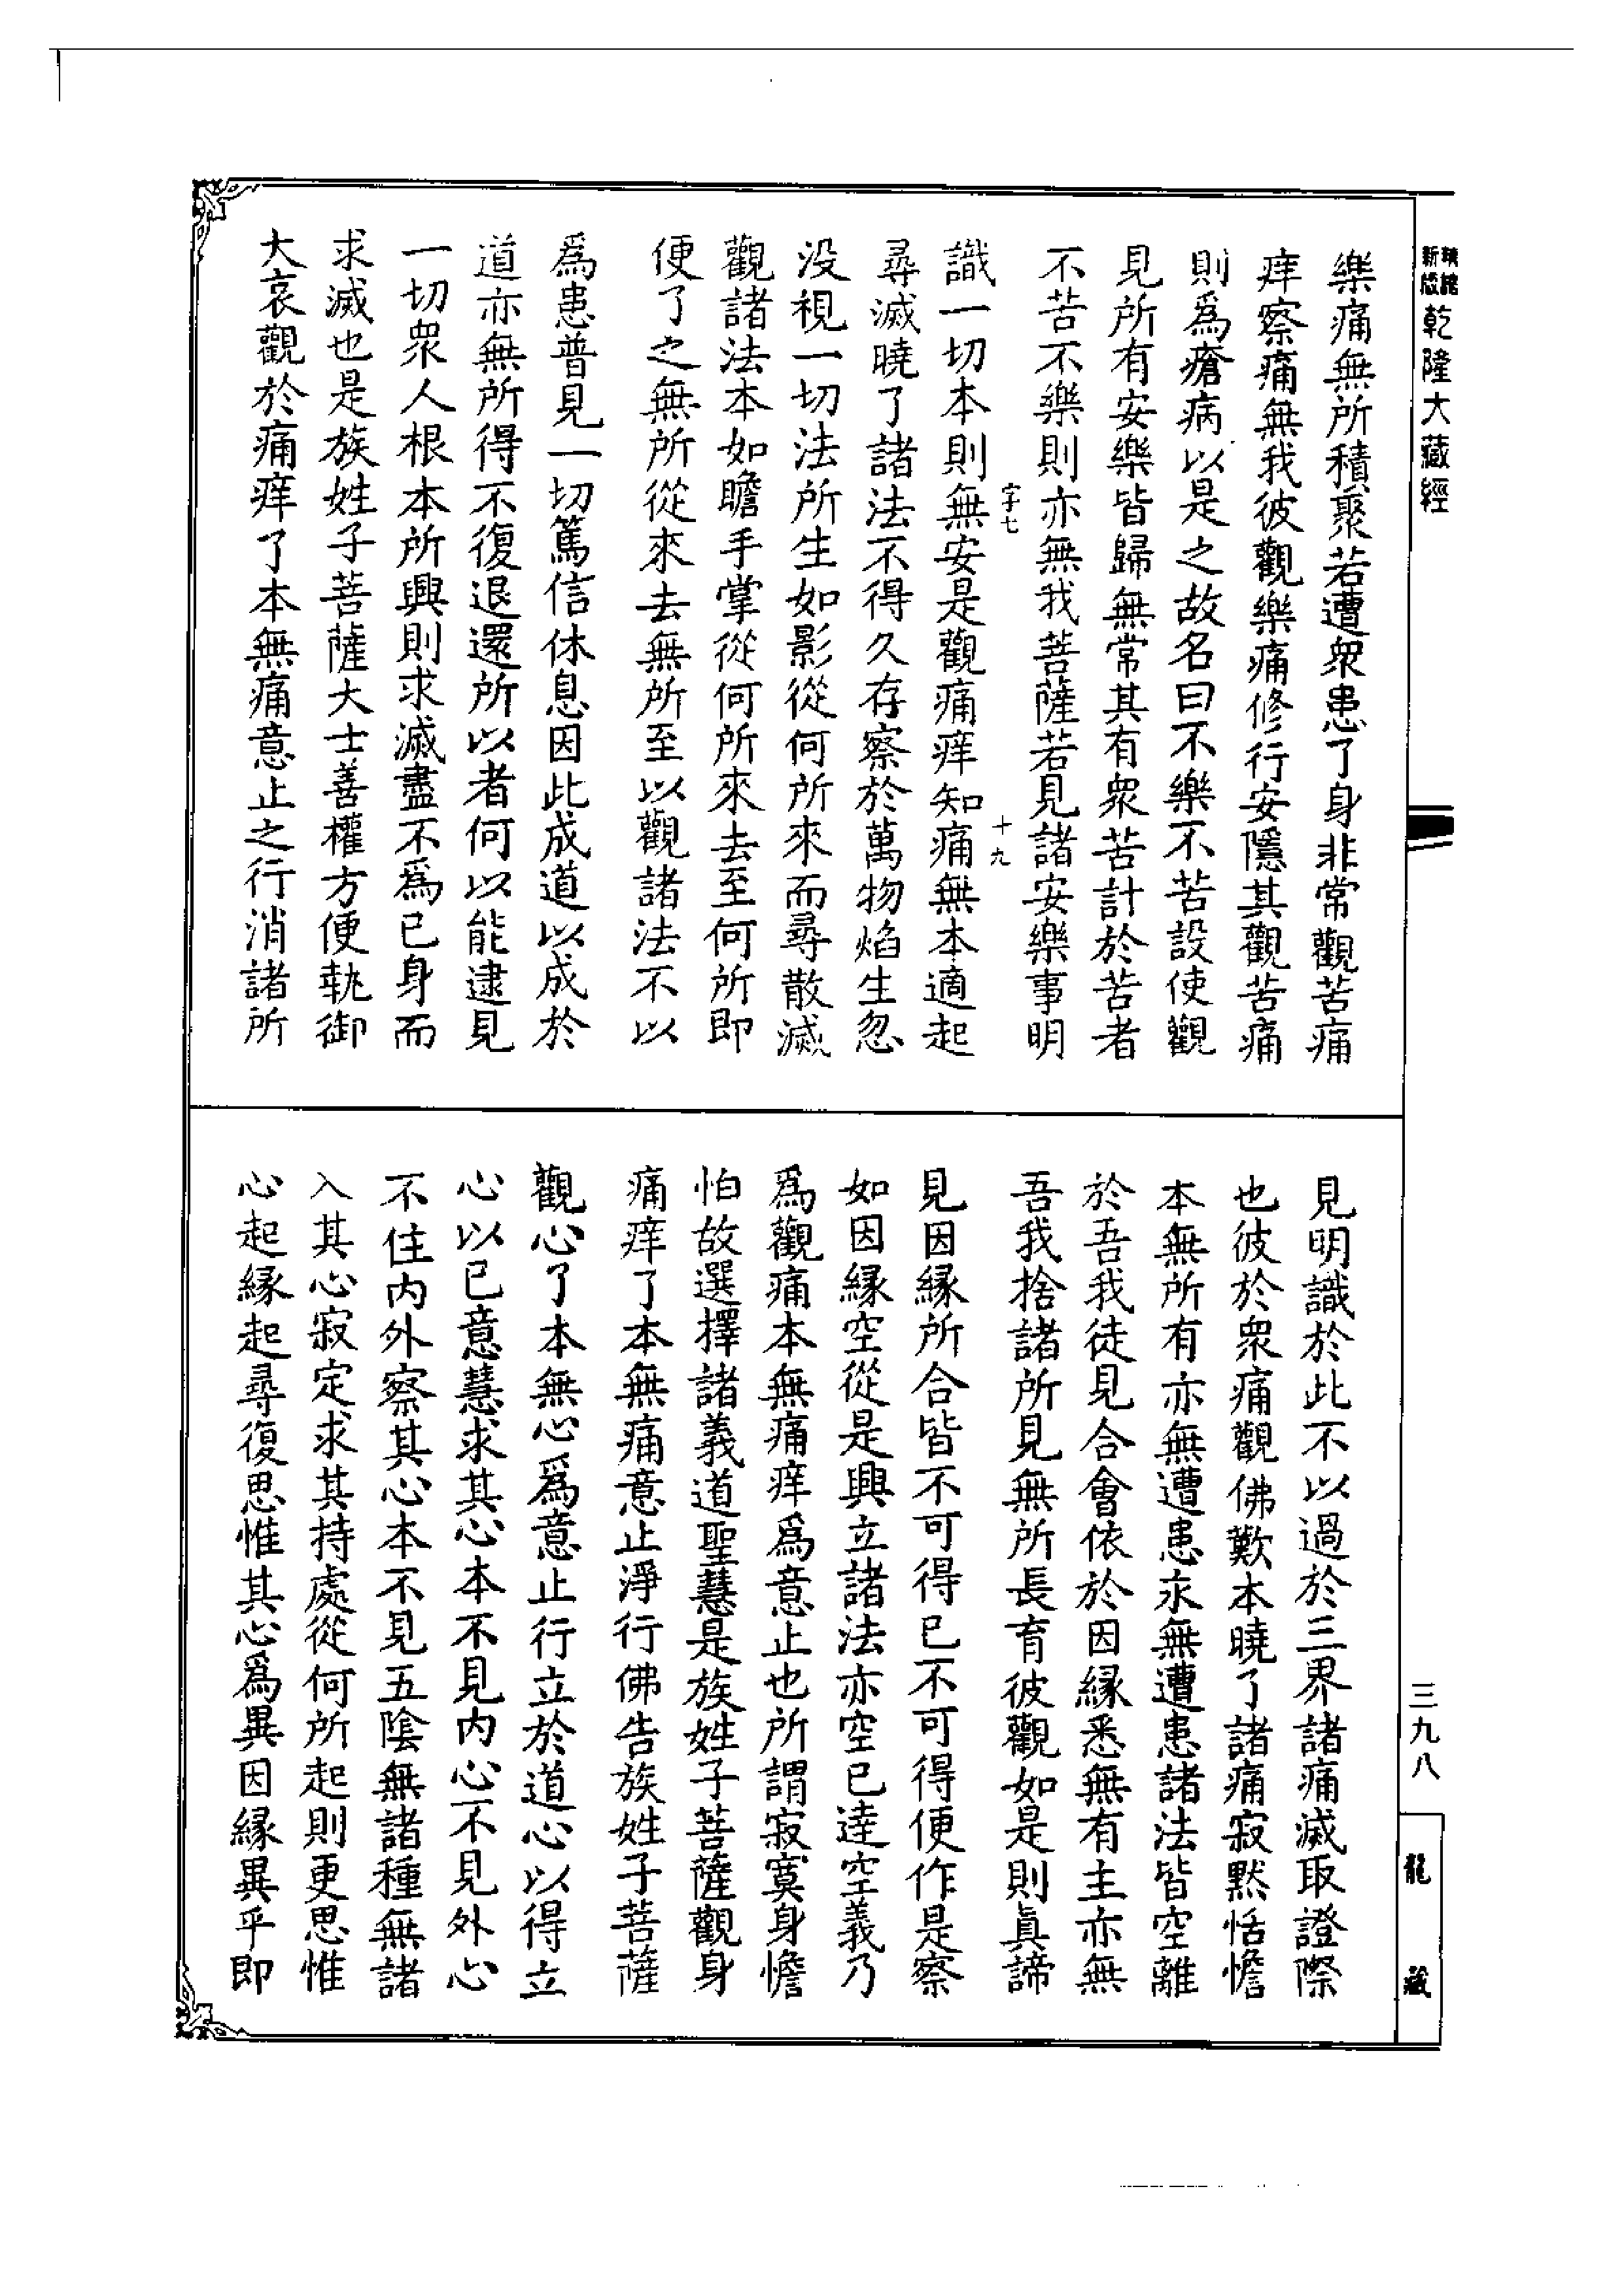 乾隆大藏經
樂痛無所積聚若遭衆患了身非常觀苦痛
痒察痛無我彼觀樂痛修行安隱其觀苦痛
則爲瘡病以是之故名曰不樂不苦設使觀
見所有安樂皆歸無常其有衆苦計於苦者
不苦不樂則亦無我菩薩若見諸安樂事明
字七 十九
識一切本則無安是觀痛痒知痛無本適起
尋滅曉了諸法不得久存察於萬物焰生忽
没視一切法所生如影從何所來而尋散滅
觀諸法本如瞻手掌從何所來去至何所即
便了之無所從來去無所至以觀諸法不以
爲患普見一切篤信休息因此成道以成於
道亦無所得不復退還所以者何以能逮見
一切衆人根本所興則求滅盡不爲已身而
求滅也是族姓子菩薩大士善權方便執御
大哀觀於痛痒了本無痛意止之行消諸所
見明識於此不以過於三界諸痛滅取證際
也彼於衆痛觀佛歎本曉了諸痛寂默恬憺
本無所有亦無遭患永無遭患諸法皆空離
於吾我徒見合會依於因縁悉無有主亦無
吾我捨諸所見無所長育彼觀如是則眞諦
見因縁所合皆不可得已不可得便作是察
如因縁空從是興立諸法亦空已逹空義乃
爲觀痛本無痛痒爲意止也所謂寂寞身憺
怕故選擇諸義道聖慧是族姓子菩薩觀身
痛痒了本無痛意止淨行佛告族姓子菩薩
觀心了本無心爲意止行立於道心以得立
心以已意慧求其心本不見内心不見外心
不住内外察其心本不見五陰無諸種無諸
入其心寂定求其持處從何所起則更思惟
心起縁起尋復思惟其心爲異因縁異乎即
三九八
龍藏